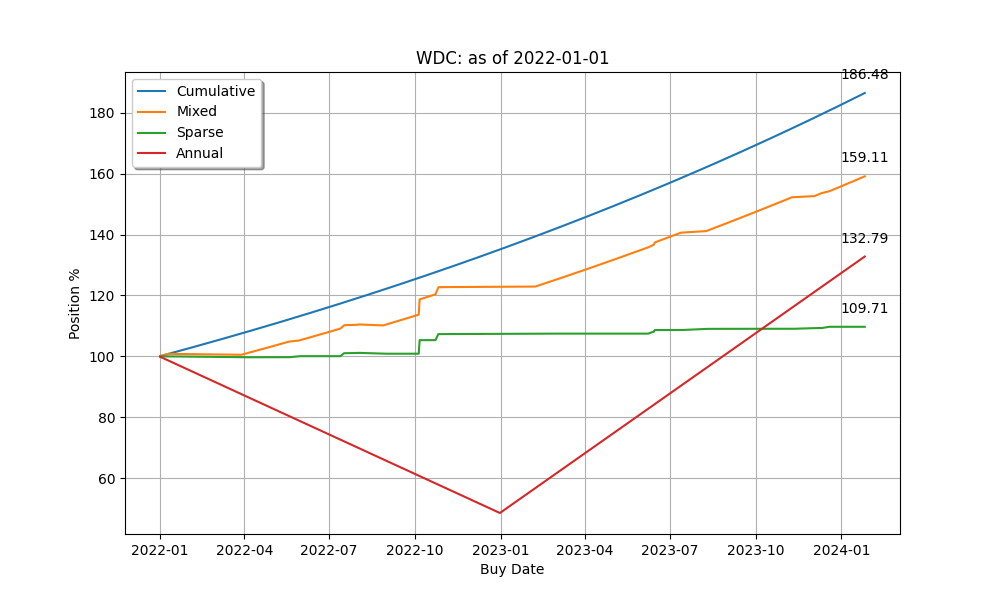 WDC: as of 2022-01-01
186.48
Cumulative
Mixed
Sparse
Annual
159.11
132.79
109.71
180
160
140
120
100
80
60
Position %
2022-01 2022-04 2022-07 2022-10 2023-01 2023-04 2023-07 2023-10 2024-01
Buy Date